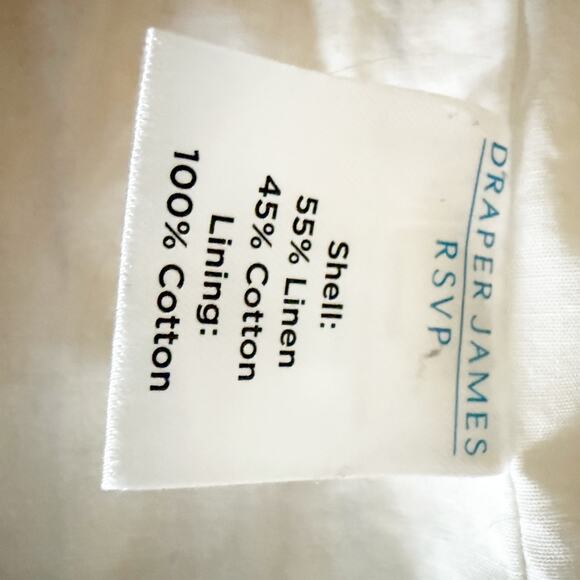 DRAPER JAMES
RSVP
Shell:
55% Linen
45% Cotton
Lining:
100% Cotton